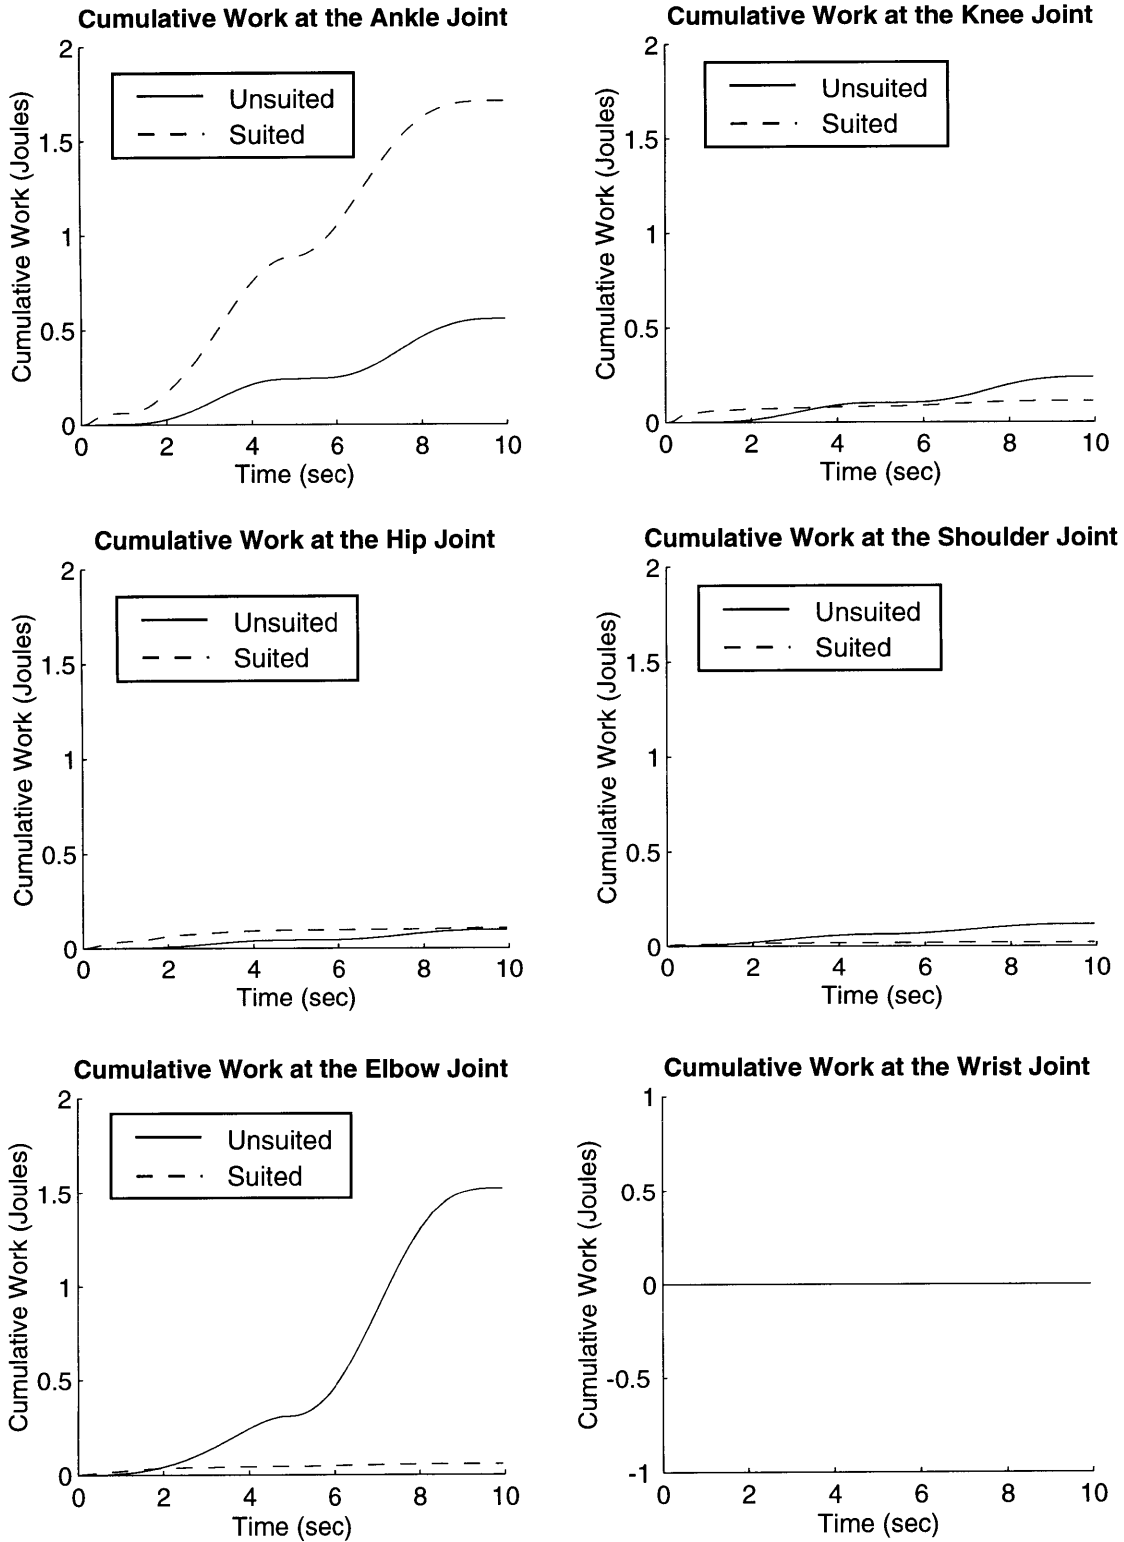 Cumulative Work at the Ankle Joint
2
1.5
1
0.5
0
Cumulative Work (Joules)
Unsuited
Suited
0 2 4 6 8 10
Time (sec)
Cumulative Work at the Knee Joint
2
1.5
1
0.5
0
Cumulative Work (Joules)
Unsuited
Suited
0 2 4 6 8 10
Time (sec)
Cumulative Work at the Hip Joint
2
1.5
1
0.5
0
Cumulative Work (Joules)
Unsuited
Suited
0 2 4 6 8 10
Time (sec)
Cumulative Work at the Shoulder Joint
2
1.5
1
0.5
0
Cumulative Work (Joules)
Unsuited
Suited
0 2 4 6 8 10
Time (sec)
Cumulative Work at the Elbow Joint
2
1.5
1
0.5
0
Cumulative Work (Joules)
Unsuited
Suited
0 2 4 6 8 10
Time (sec)
Cumulative Work at the Wrist Joint
1
0.5
0
-0.5
-1
Cumulative Work (Joules)
0 2 4 6 8 10
Time (sec)